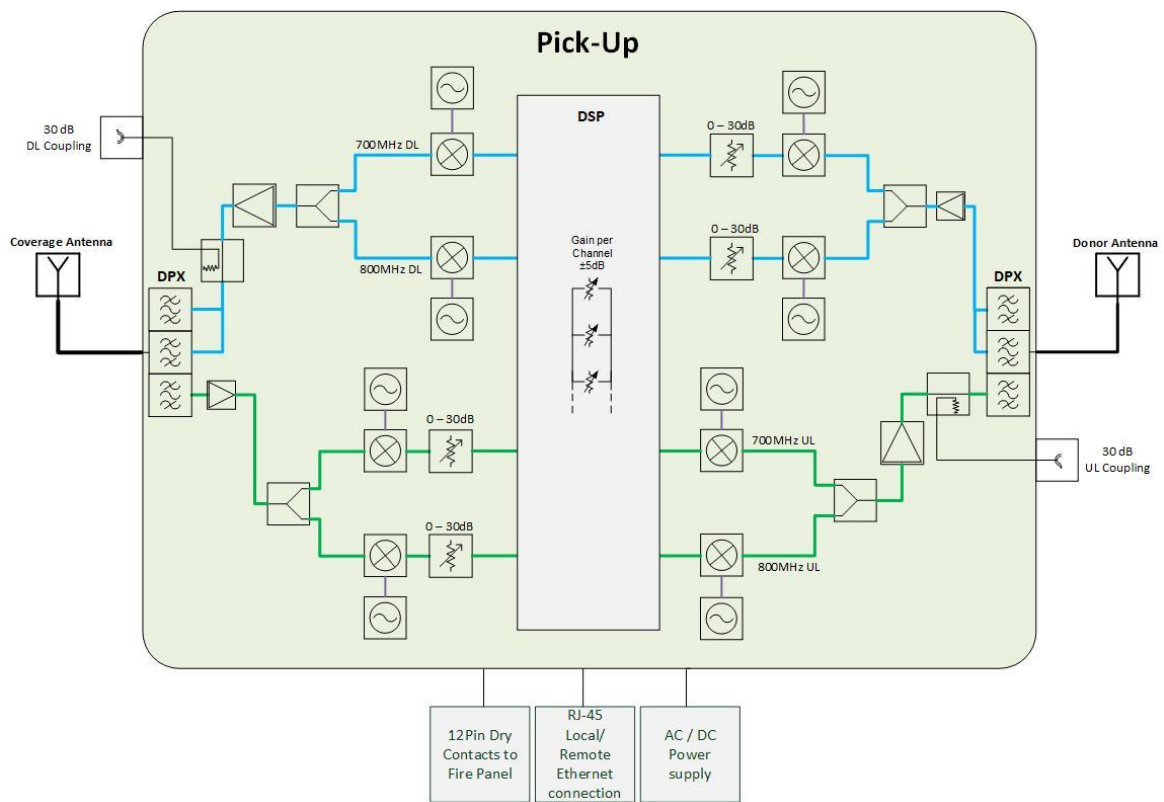 Pick-Up
DSP
30 dB
DL Coupling
700MHz DL
0 – 30dB
Coverage Antenna
800MHz DL
Gain per
Channel
±5dB
0 – 30dB
Donor Antenna
DPX
DPX
0 – 30dB
700MHz UL
30 dB
UL Coupling
0 – 30dB
800MHz UL
12Pin Dry
Contacts to
Fire Panel
RJ-45
Local/
Remote
Ethernet
connection
AC / DC
Power
supply